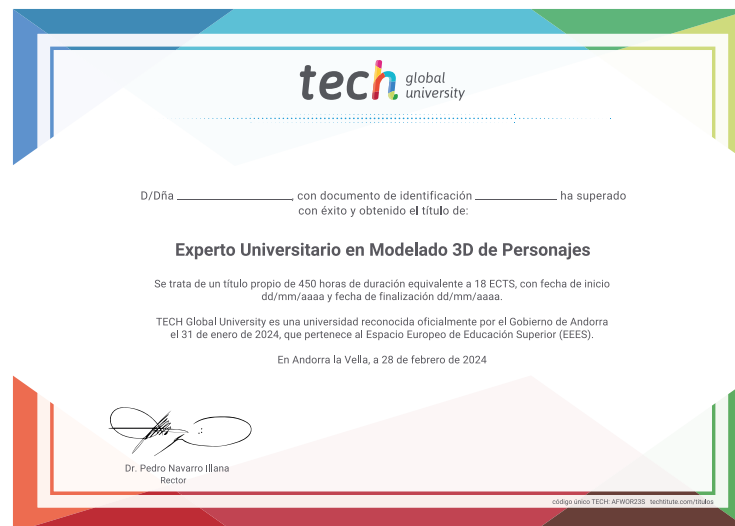 tech global
university
D/Dña ____________________, con documento de identificación ______________ ha superado
con éxito y obtenido el título de:
Experto Universitario en Modelado 3D de Personajes
Se trata de un título propio de 450 horas de duración equivalente a 18 ECTS, con fecha de inicio
dd/mm/aaaa y fecha de finalización dd/mm/aaaa.
TECH Global University es una universidad reconocida oficialmente por el Gobierno de Andorra
el 31 de enero de 2024, que pertenece al Espacio Europeo de Educación Superior (EEES).
En Andorra la Vella, a 28 de febrero de 2024
Dr. Pedro Navarro Illana
Rector
código único TECH: AFWOR23S techtitute.com/titulos